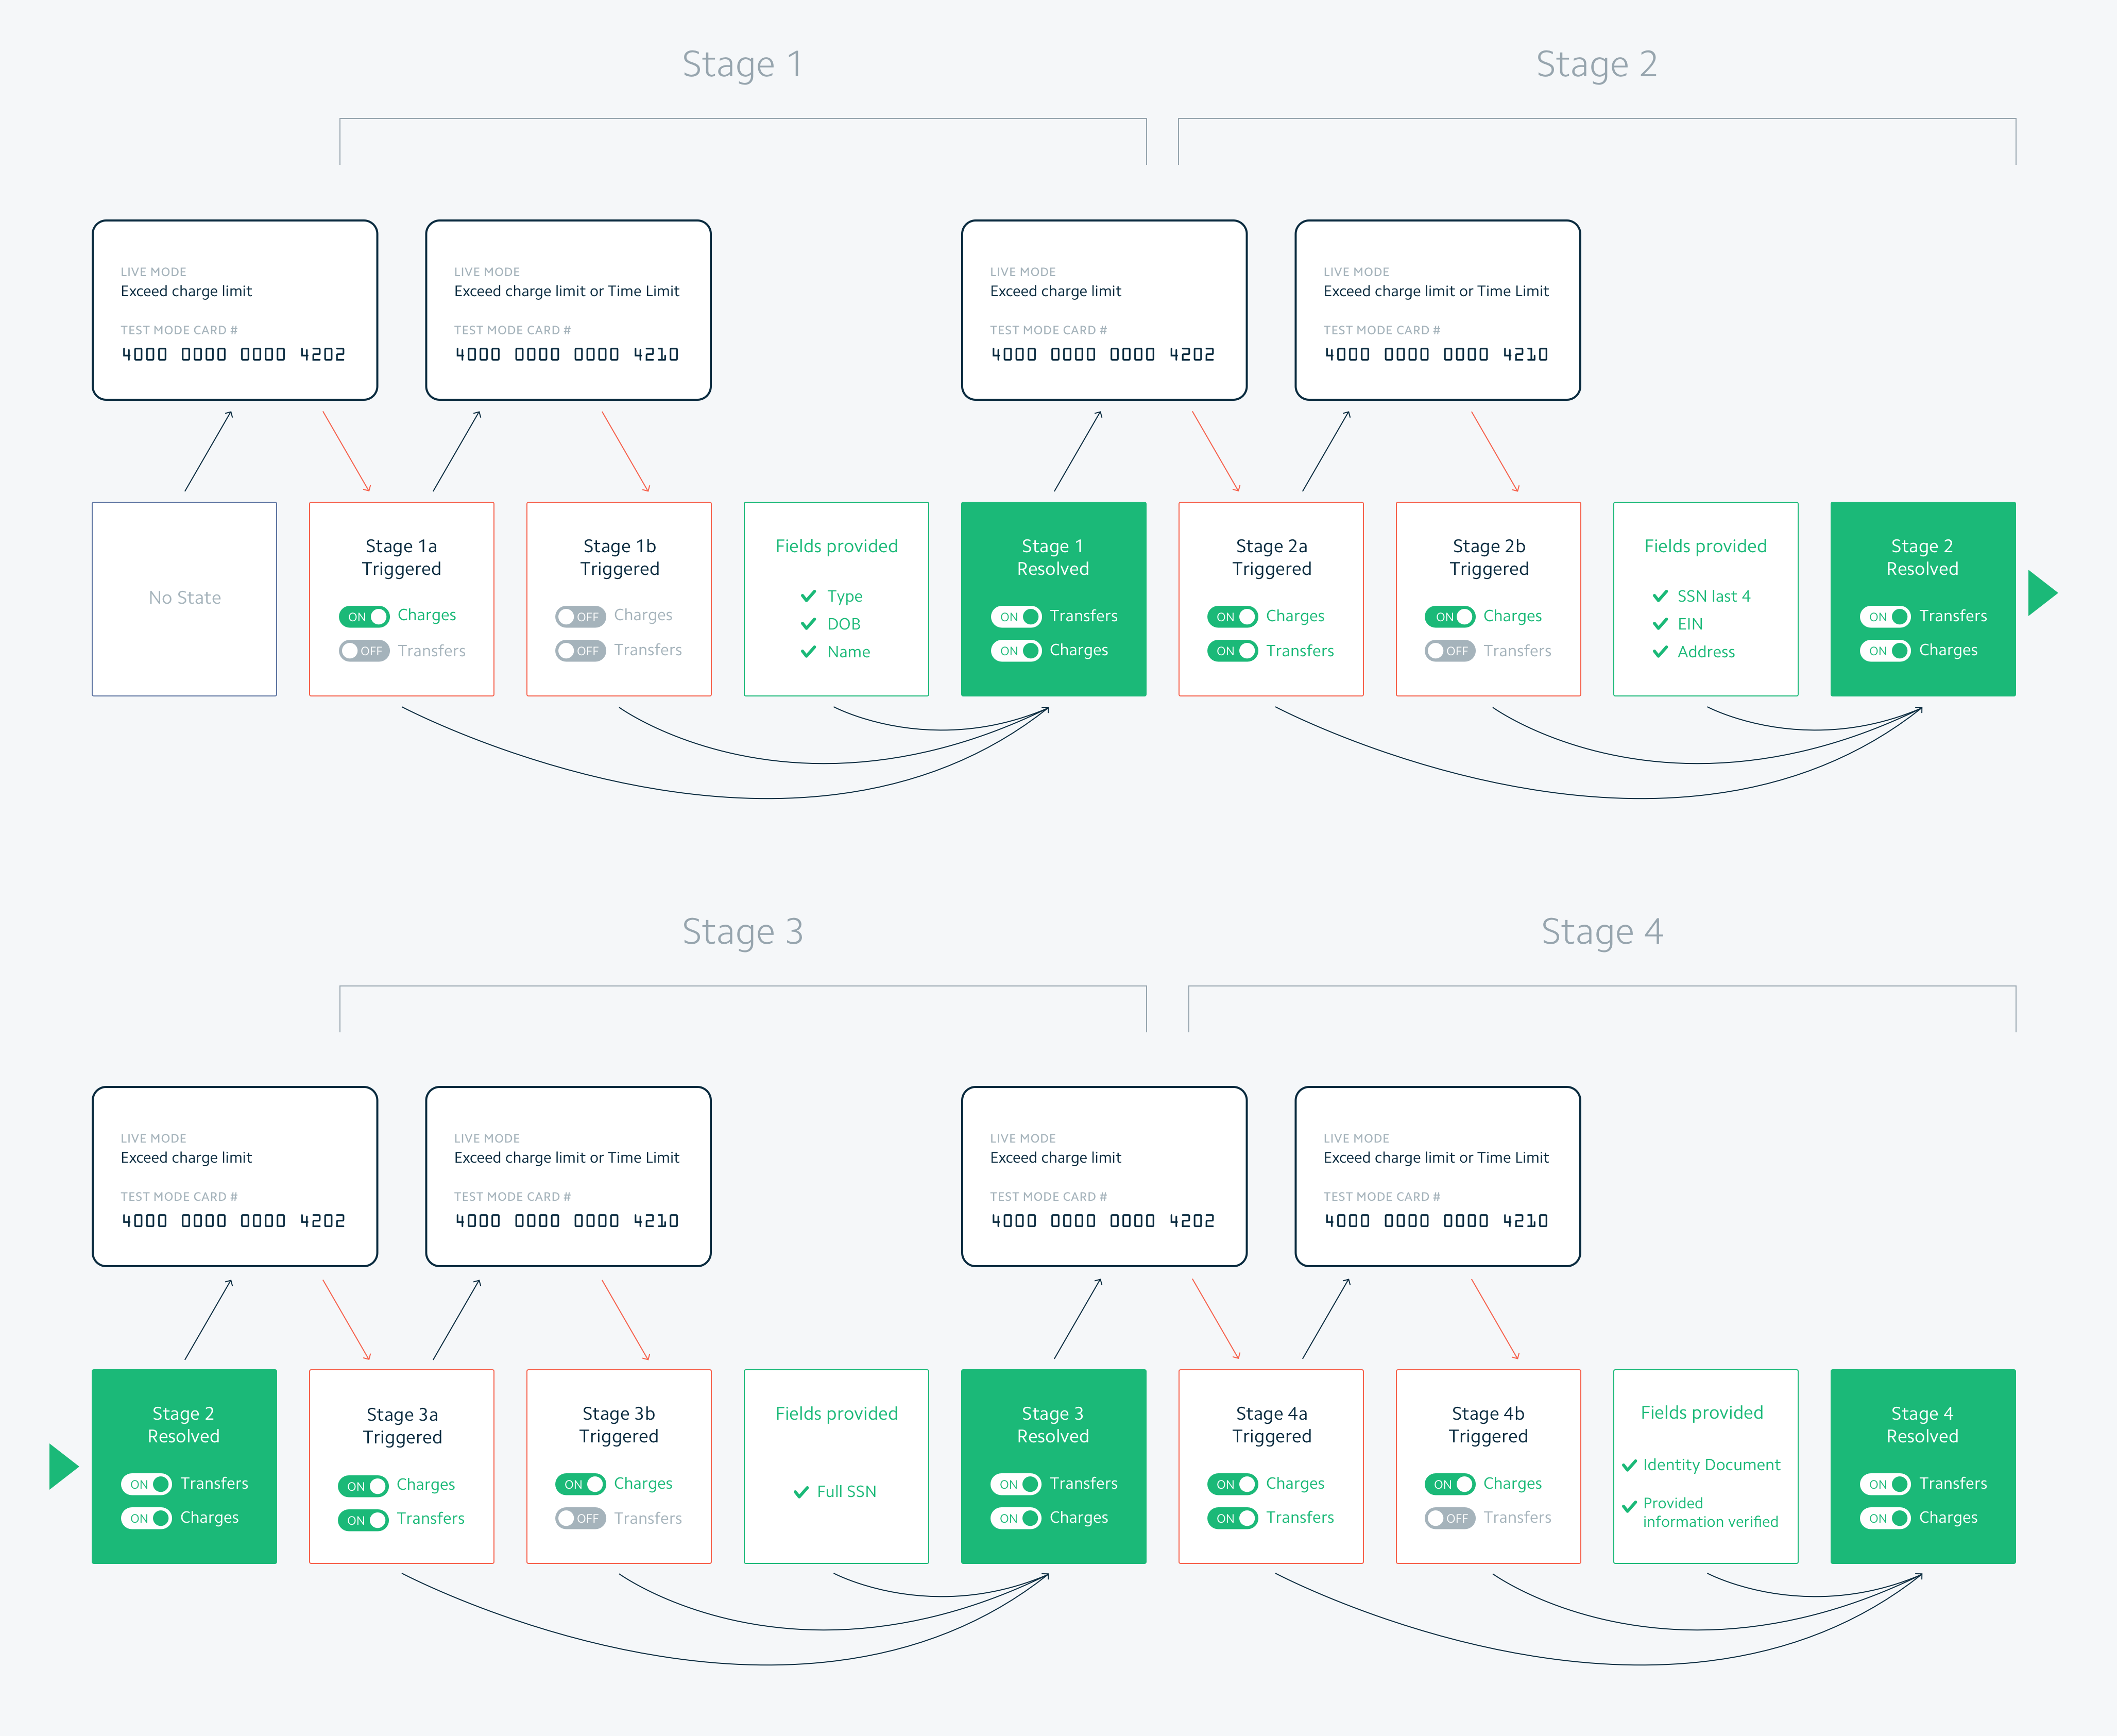 Stage 1
Stage 2
LIVE MODE
Exceed charge limit
TEST MODE CARD #
4000 0000 0000 4202
LIVE MODE
Exceed charge limit or Time Limit
TEST MODE CARD #
4000 0000 0000 4210
LIVE MODE
Exceed charge limit
TEST MODE CARD #
4000 0000 0000 4202
LIVE MODE
Exceed charge limit or Time Limit
TEST MODE CARD #
4000 0000 0000 4210
No State
Stage 1a
Triggered
ON Charges
OFF Transfers
Stage 1b
Triggered
OFF Charges
OFF Transfers
Fields provided
Type
DOB
Name
Stage 1
Resolved
ON Transfers
ON Charges
Stage 2a
Triggered
ON Charges
ON Transfers
Stage 2b
Triggered
ON Charges
OFF Transfers
Fields provided
SSN last 4
EIN
Address
Stage 2
Resolved
ON Transfers
ON Charges
Stage 3
Stage 4
LIVE MODE
Exceed charge limit
TEST MODE CARD #
4000 0000 0000 4202
LIVE MODE
Exceed charge limit or Time Limit
TEST MODE CARD #
4000 0000 0000 4210
LIVE MODE
Exceed charge limit
TEST MODE CARD #
4000 0000 0000 4202
LIVE MODE
Exceed charge limit or Time Limit
TEST MODE CARD #
4000 0000 0000 4210
Stage 2
Resolved
ON Transfers
ON Charges
Stage 3a
Triggered
ON Charges
ON Transfers
Stage 3b
Triggered
ON Charges
OFF Transfers
Fields provided
Full SSN
Stage 3
Resolved
ON Transfers
ON Charges
Stage 4a
Triggered
ON Charges
ON Transfers
Stage 4b
Triggered
ON Charges
OFF Transfers
Fields provided
Identity Document
Provided
information verified
Stage 4
Resolved
ON Transfers
ON Charges